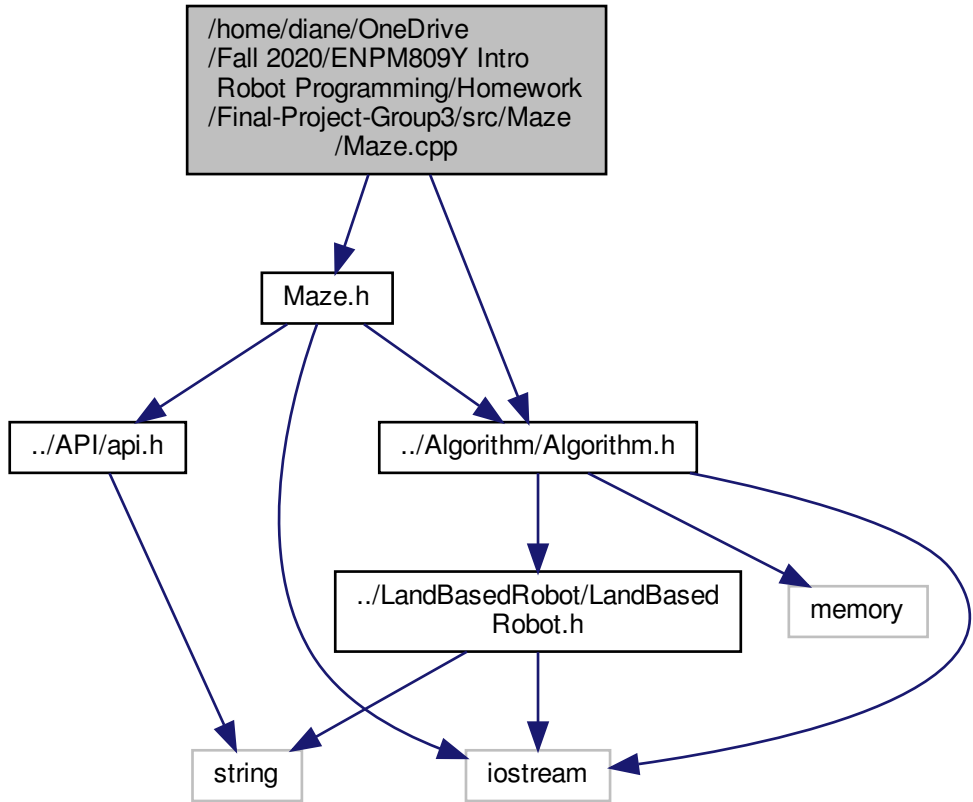 /home/diane/OneDrive
/Fall 2020/ENPM809Y Intro
Robot Programming/Homework
/Final-Project-Group3/src/Maze
/Maze.cpp
Maze.h
../API/api.h
../Algorithm/Algorithm.h
../LandBasedRobot/LandBased
Robot.h
memory
string
iostream